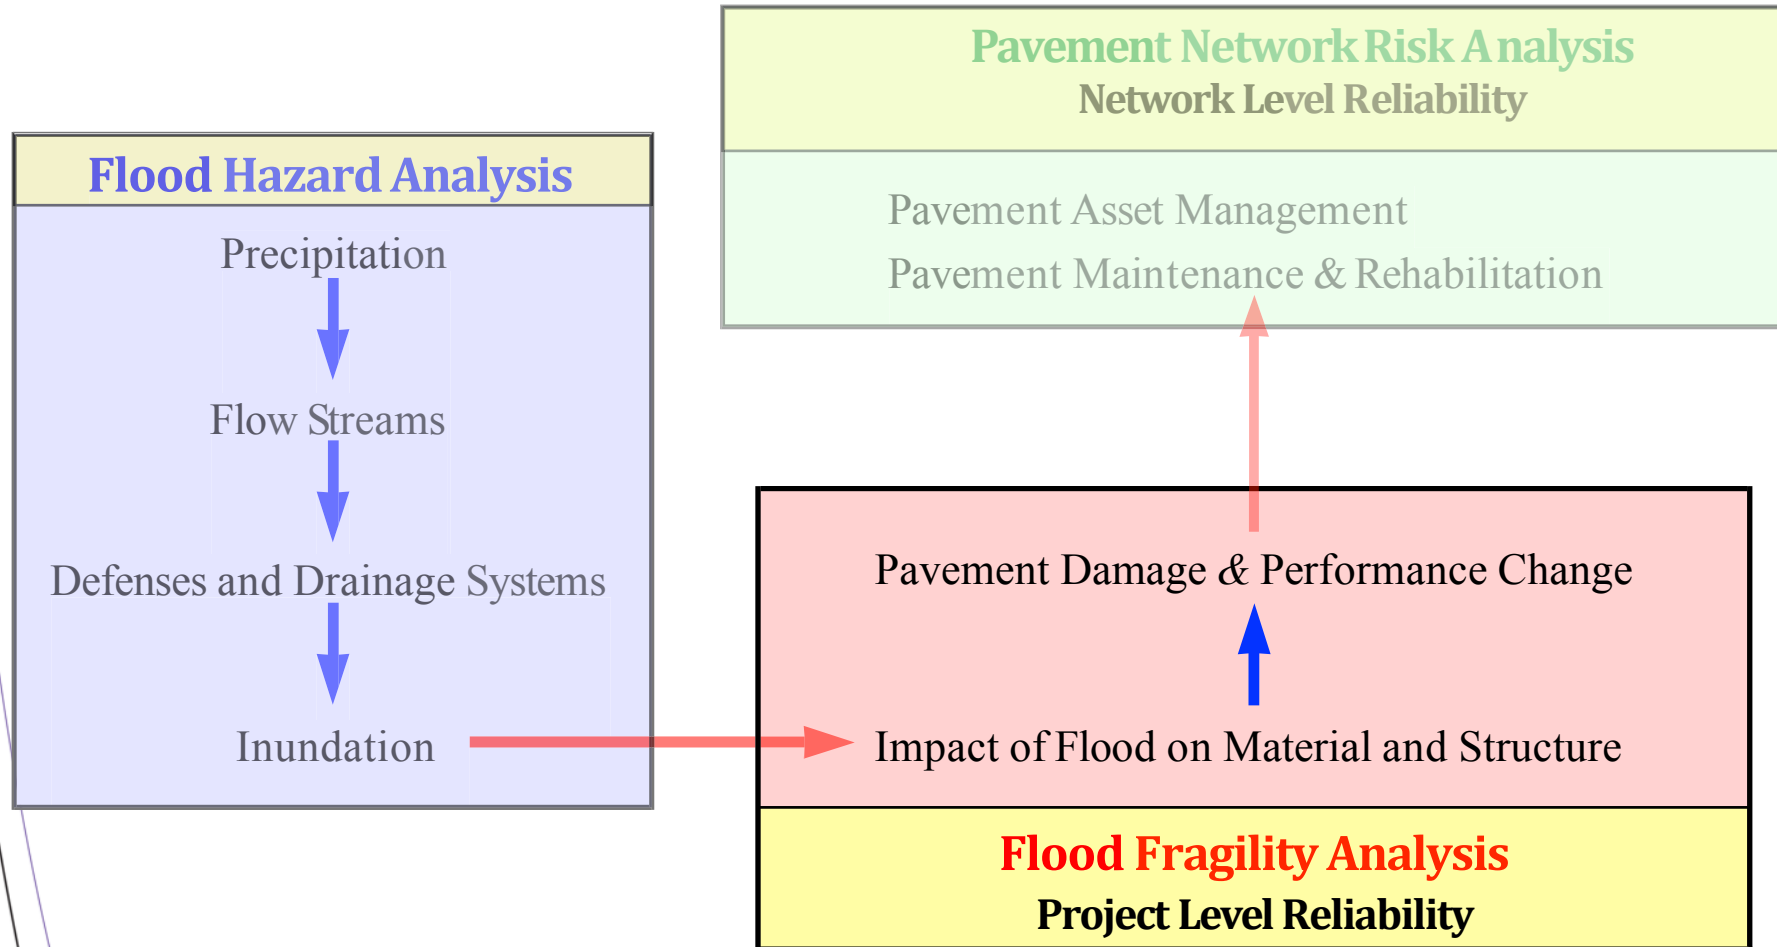 Pavement Network Risk Analysis
Network Level Reliability
Pavement Asset Management
Pavement Maintenance & Rehabilitation
Flood Hazard Analysis
Precipitation
Flow Streams
Defenses and Drainage Systems
Inundation
Pavement Damage & Performance Change
Impact of Flood on Material and Structure
Flood Fragility Analysis
Project Level Reliability